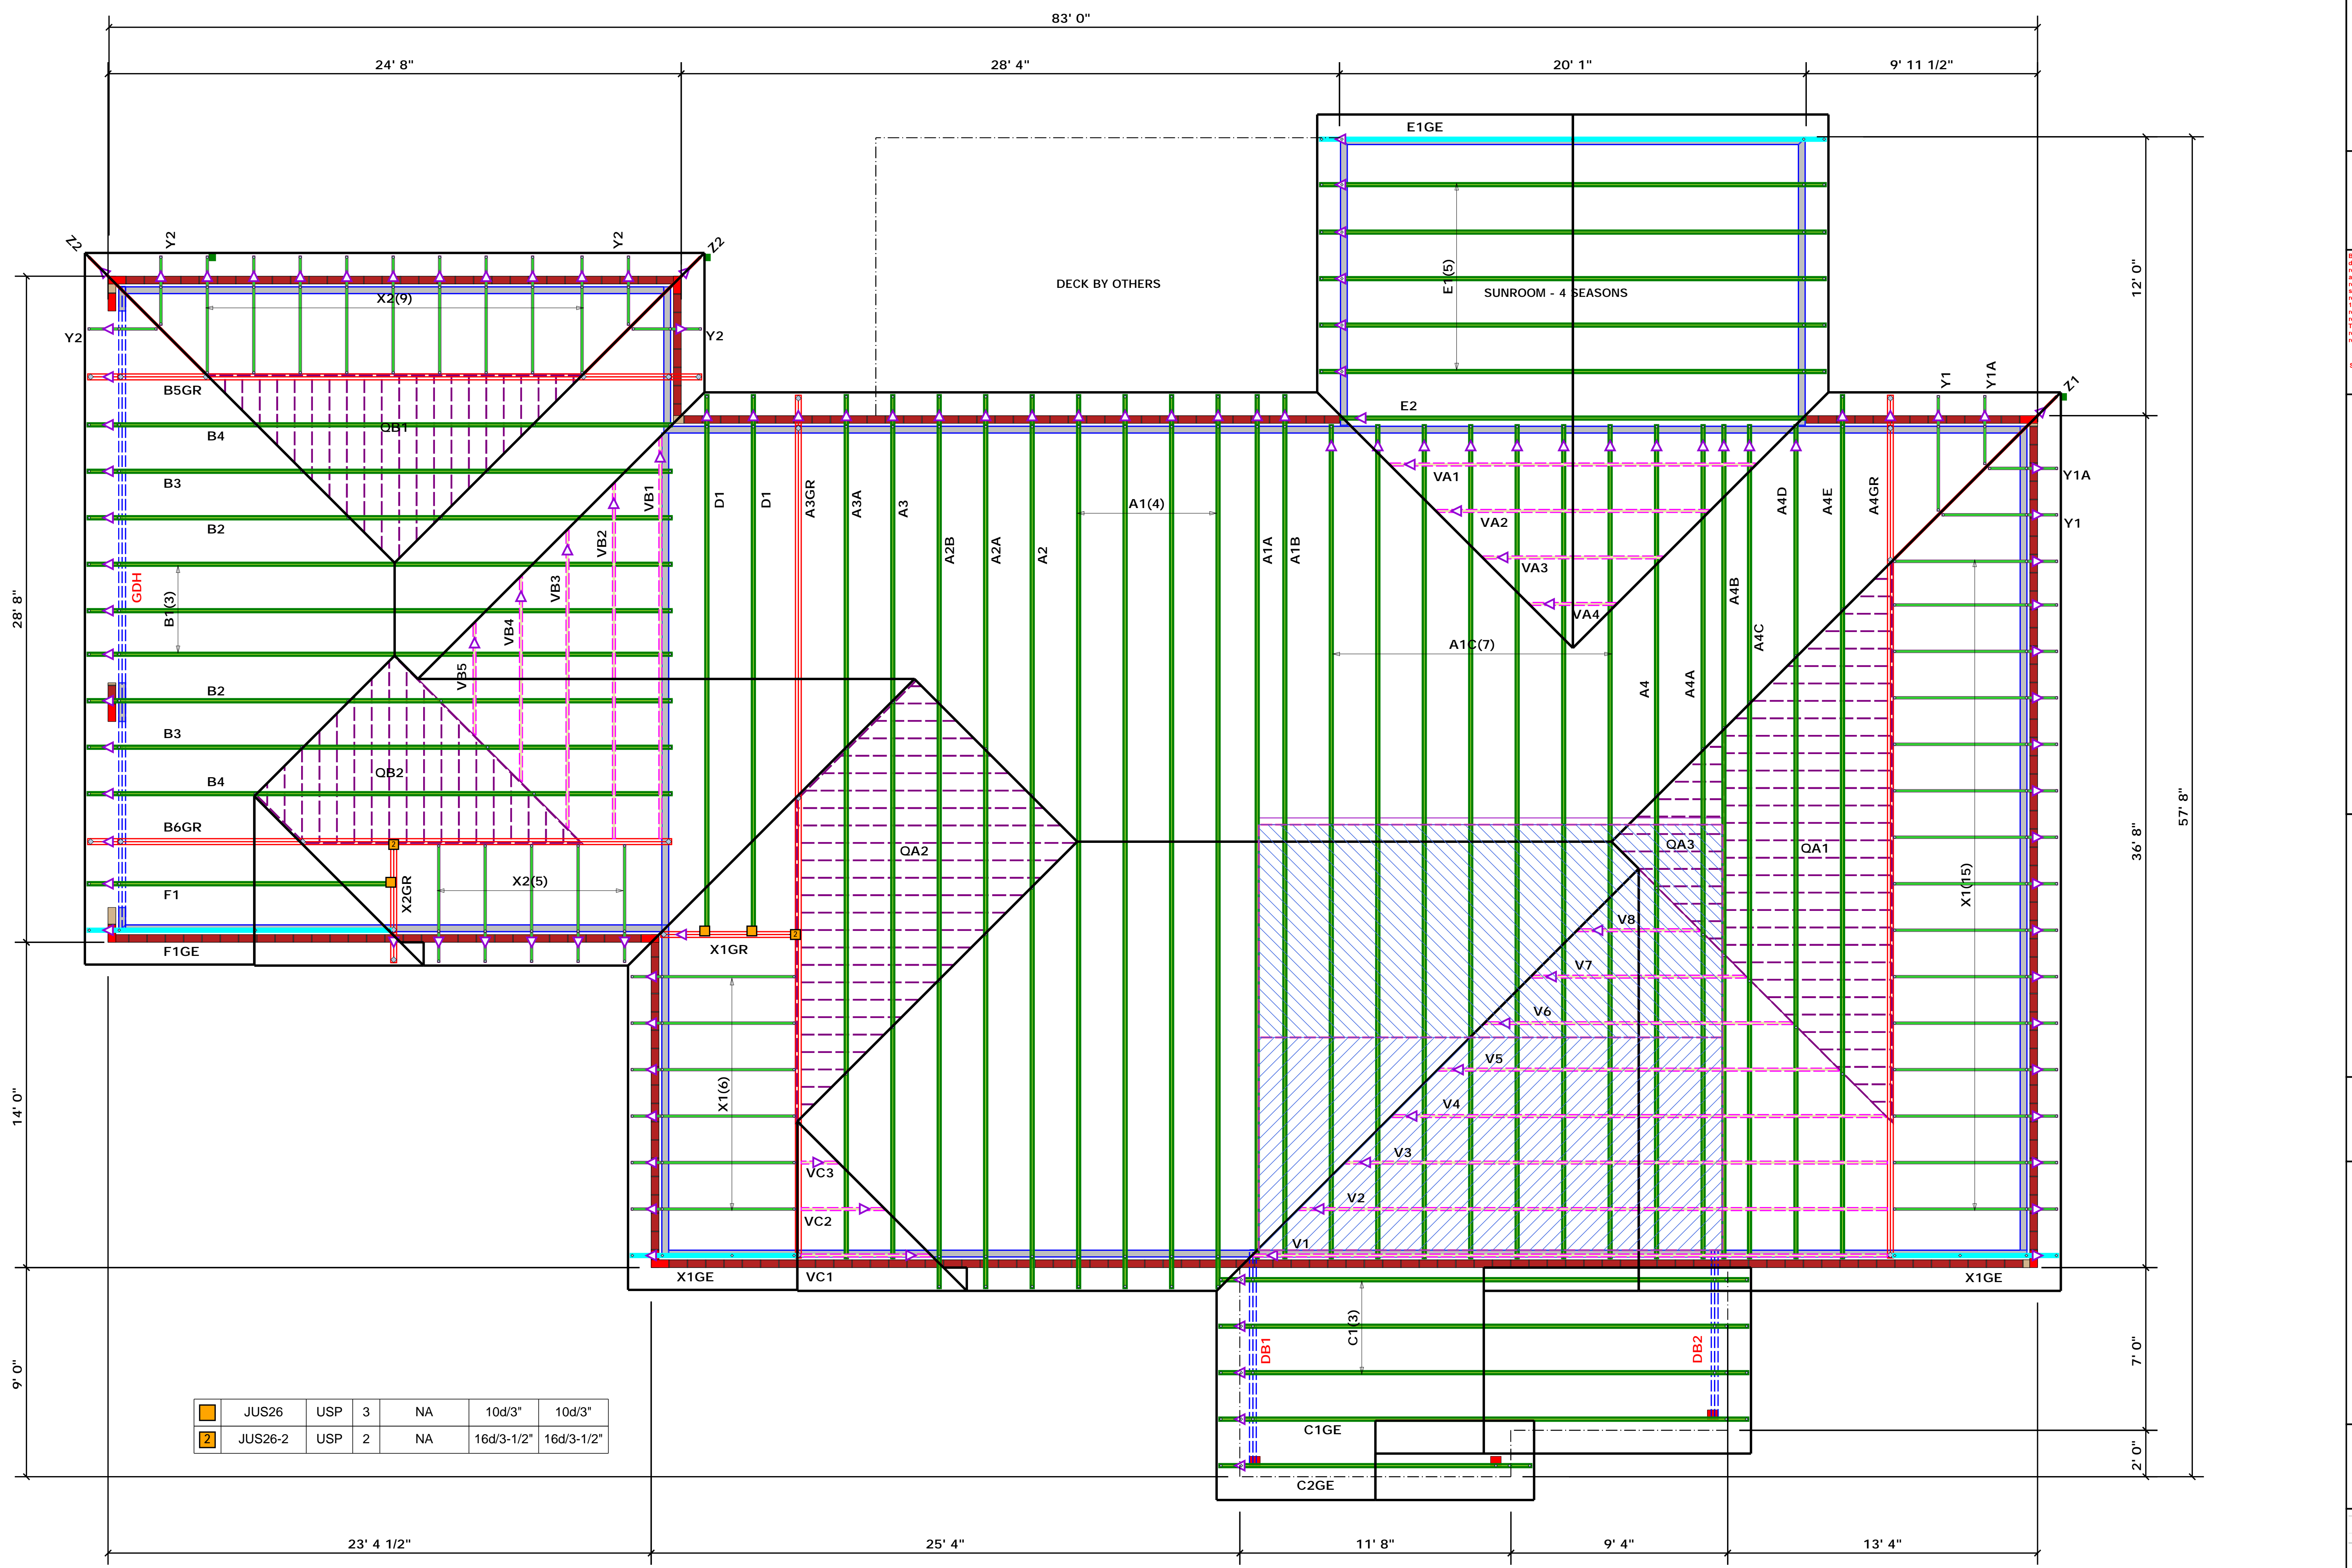 83' 0"
24' 8"
28' 4"
20' 1"
9' 11 1/2"
E1GE
Z2
Y2
Y2
Z2
DECK BY OTHERS
E1(5)
SUNROOM - 4 SEASONS
12' 0"
X2(9)
Y2
Y2
B5GR
B4
QB1
E2
Y1
Y1A
Z1
B3
B2
VB1
D1
D1
A3GR
A3A
A3
A1(4)
VA1
VA2
A4D
A4E
A4GR
Y1A
Y1
28' 8"
GDH
B1(3)
VB2
VB3
VB4
VB5
A2B
A2A
A2
A1A
A1B
VA3
VA4
A1C(7)
A4B
A4C
A4
A4A
B2
B3
B4
QB2
B6GR
QA2
QA3
QA1
36' 8"
57' 8"
2
F1
X2GR
X2(5)
X1(15)
V8
F1GE
X1GR
2
V7
V6
V5
14' 0"
X1(6)
V4
VC3
V3
VC2
V2
V1
X1GE
VC1
X1GE
C1(3)
DB1
DB2
7' 0"
9' 0"
JUS26 USP 3 NA 10d/3" 10d/3"
2 JUS26-2 USP 2 NA 16d/3-1/2" 16d/3-1/2"
C1GE
C2GE
2' 0"
23' 4 1/2"
25' 4"
11' 8"
9' 4"
13' 4"